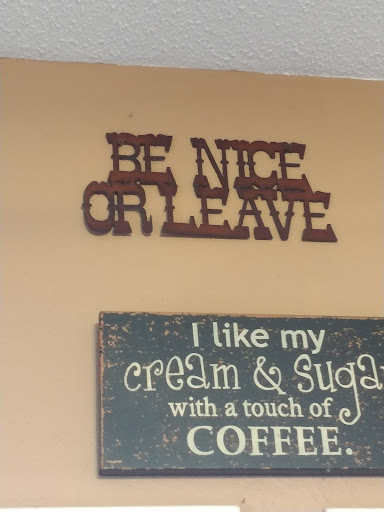 BE NICE
OR LEAVE
I like my
cream & Suga
with a touch of
COFFEE.